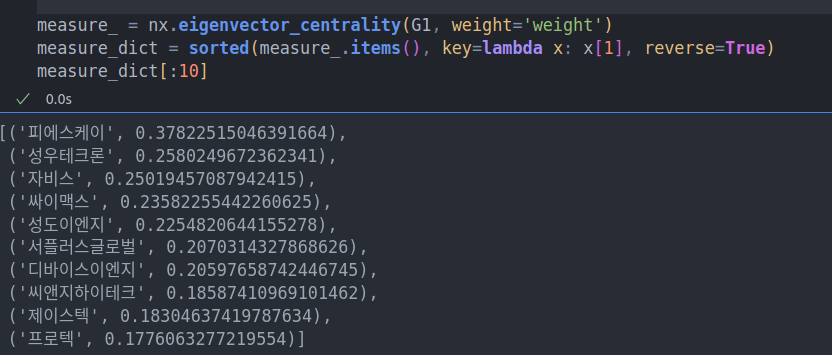 measure_ = nx.eigenvector_centrality(G1, weight='weight')
measure_dict = sorted(measure_.items(), key=lambda x: x[1], reverse=True)
measure_dict[:10]
✓ 0.0s
[('피에스케이', 0.37822515046391664),
('성우테크론', 0.2580249672362341),
('자비스', 0.25019457087942415),
('싸이맥스', 0.23582255442260625),
('성도이엔지', 0.2254820644155278),
('서플러스글로벌', 0.2070314327868626),
('디바이스이엔지', 0.20597658742446745),
('씨앤지하이테크', 0.18587410969101462),
('제이스텍', 0.18304637419787634),
('프로텍', 0.1776063277219554)]